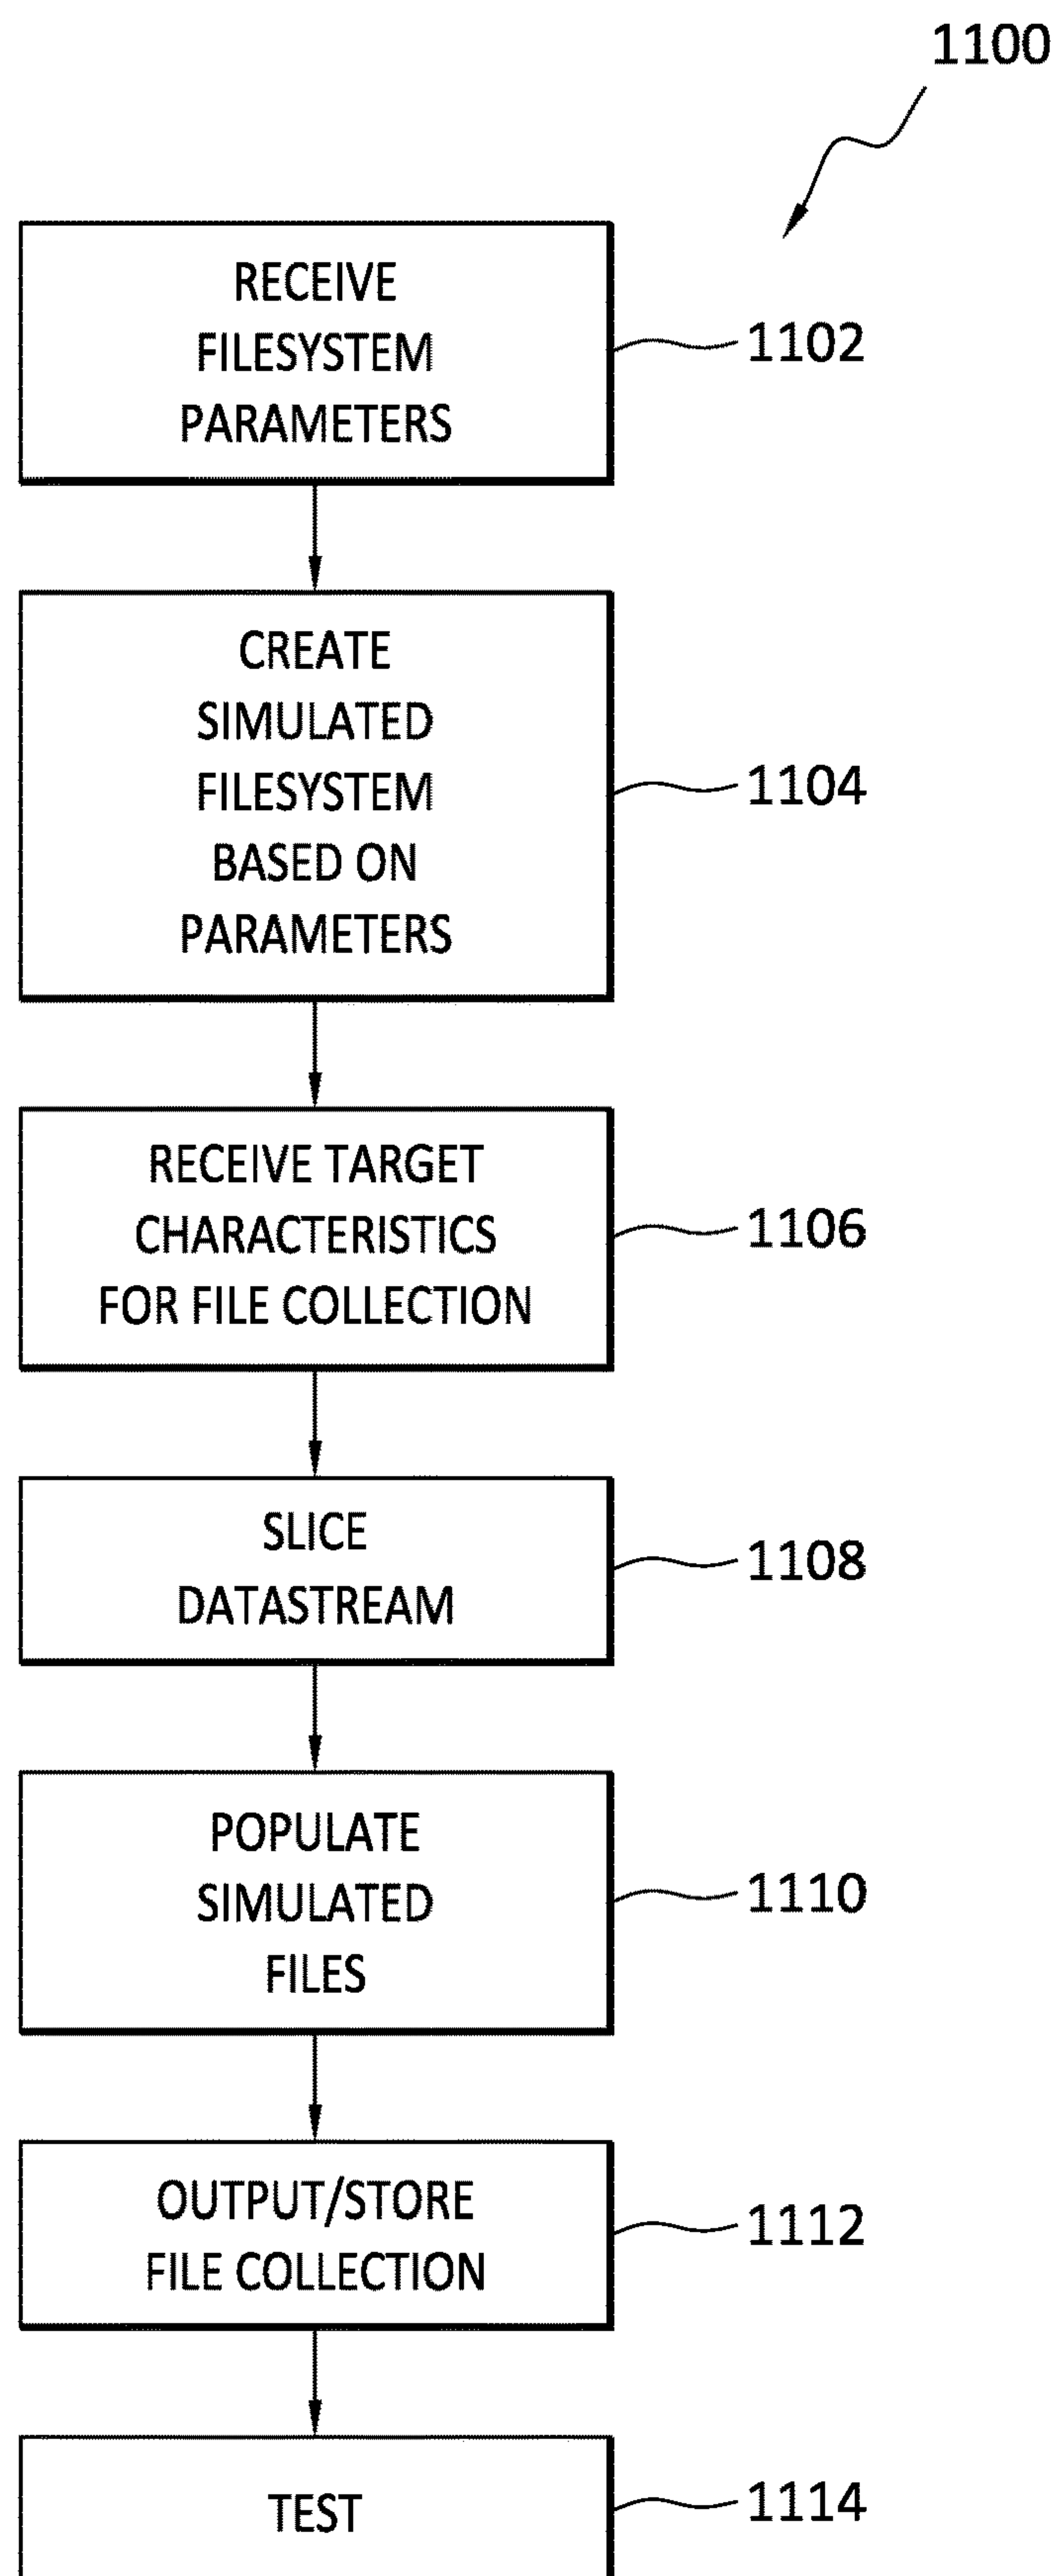 1100
RECEIVE
FILESYSTEM
PARAMETERS
1102
CREATE
SIMULATED
FILESYSTEM
BASED ON
PARAMETERS
1104
RECEIVE TARGET
CHARACTERISTICS
FOR FILE COLLECTION
1106
SLICE
DATASTREAM
1108
POPULATE
SIMULATED
FILES
1110
OUTPUT/STORE
FILE COLLECTION
1112
TEST
1114